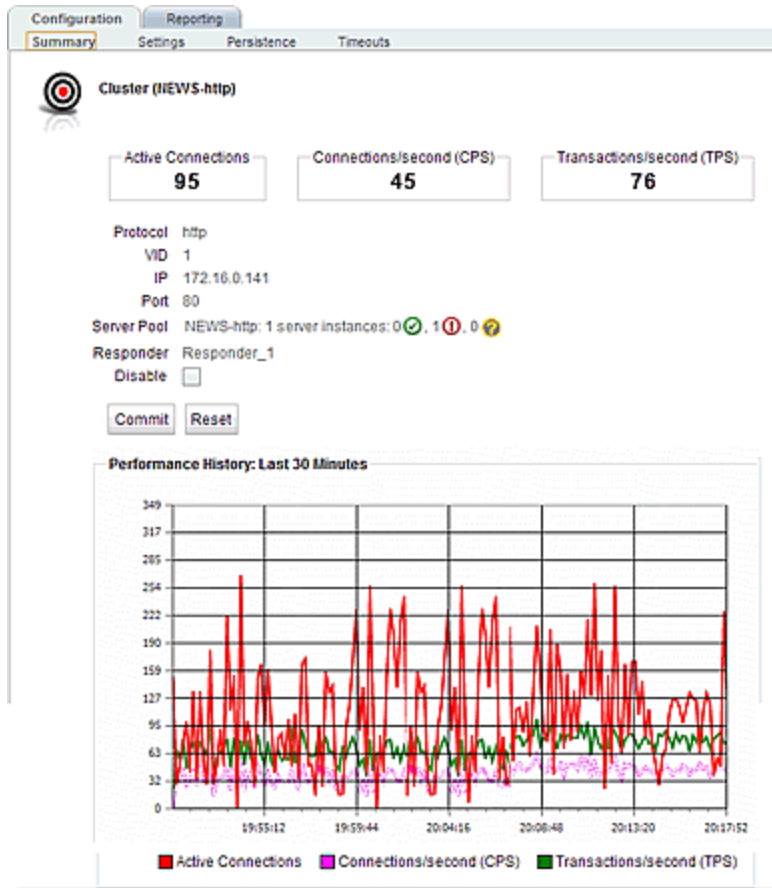 Configuration Reporting
Summary Settings Persistence Timeouts
Cluster (NEWS-http)
Active Connections Connections/second (CPS) Transactions/second (TPS)
95 45 76
Protocol http
VID 1
IP 172.16.0.141
Port 80
Server Pool NEWS-http: 1 server instances: 0 , 1 , 0
Responder Responder_1
Disable
Commit Reset
Performance History: Last 30 Minutes
349
317
285
254
222
190
159
127
95
63
32
0
19:55:12 19:59:44 20:04:16 20:08:48 20:13:20 20:17:52
Active Connections Connections/second (CPS) Transactions/second (TPS)